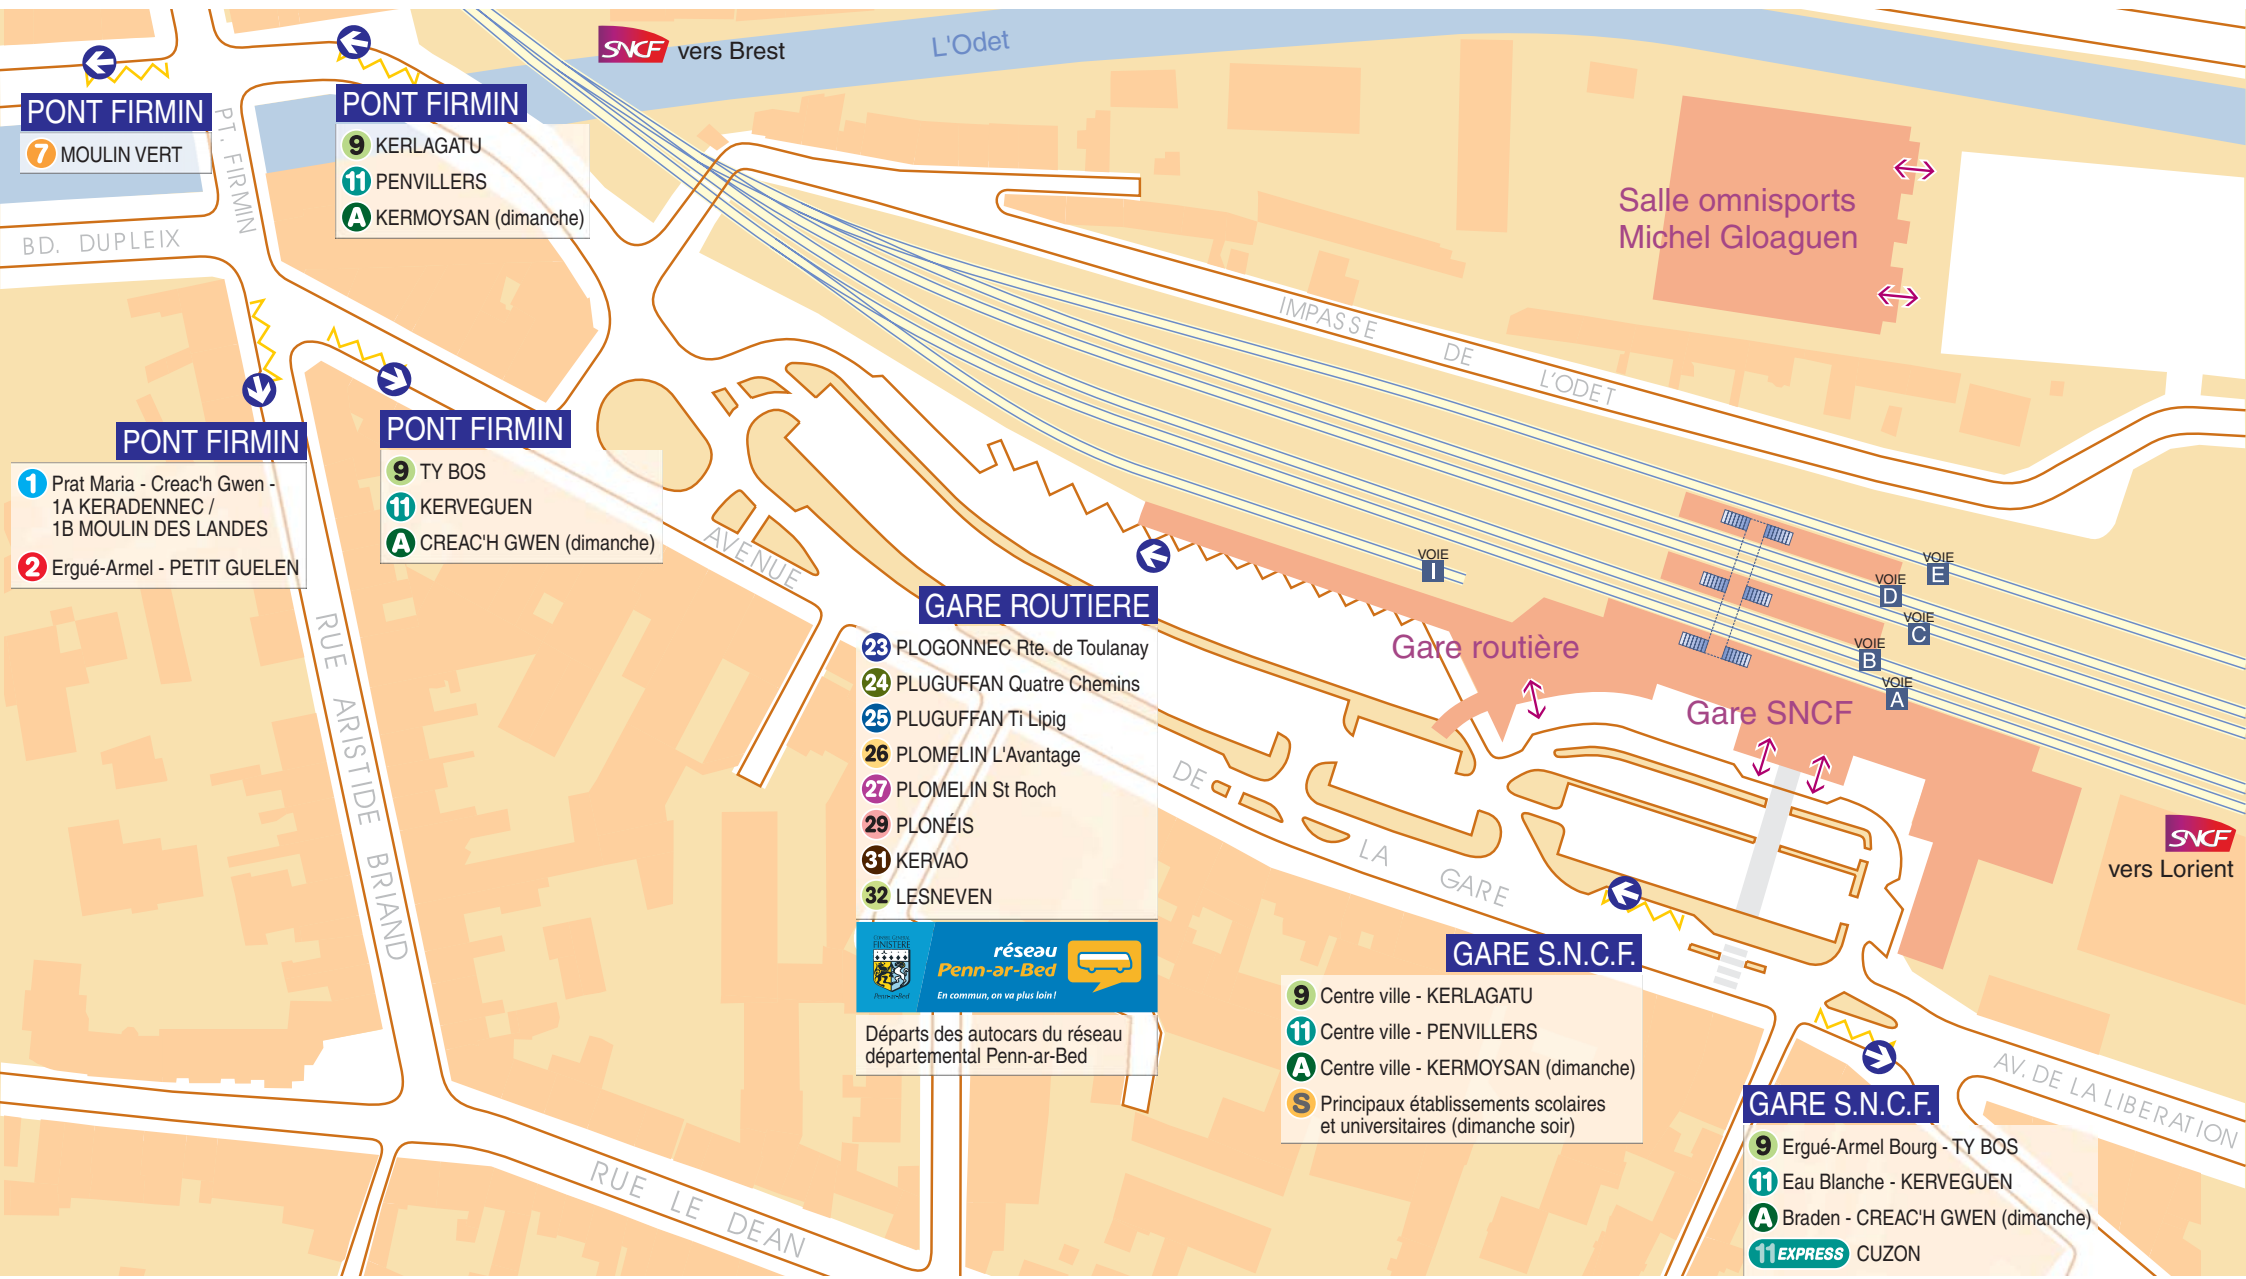 SNCF vers Brest
L'Odet
PONT FIRMIN
7 MOULIN VERT
PT. FIRMIN
PONT FIRMIN
9 KERLAGATU
11 PENVILLERS
A KERMOYSAN (dimanche)
BD. DUPLEIX
Salle omnisports
Michel Gloaguen
IMPASSE DE L'ODET
PONT FIRMIN
1 Prat Maria - Creac'h Gwen -
1A KERADENNEC /
1B MOULIN DES LANDES
2 Ergué-Armel - PETIT GUELEN
PONT FIRMIN
9 TY BOS
11 KERVEGUEN
A CREAC'H GWEN (dimanche)
AVENUE DE LA GARE
RUE ARISTIDE BRIAND
GARE ROUTIERE
23 PLOGONNEC Rte. de Toulanay
24 PLUGUFFAN Quatre Chemins
25 PLUGUFFAN Ti Lipig
26 PLOMELIN L'Avantage
27 PLOMELIN St Roch
29 PLONÉIS
31 KERVAO
32 LESNEVEN
FINISTERE
Penn-ar-Bed
réseau
Penn-ar-Bed
En commun, on va plus loin !
Départs des autocars du réseau
départemental Penn-ar-Bed
VOIE
I
VOIE
E
VOIE
D
VOIE
C
VOIE
B
VOIE
A
Gare routière
Gare SNCF
SNCF
vers Lorient
GARE S.N.C.F.
9 Centre ville - KERLAGATU
11 Centre ville - PENVILLERS
A Centre ville - KERMOYSAN (dimanche)
S Principaux établissements scolaires
et universitaires (dimanche soir)
AV. DE LA LIBERATION
GARE S.N.C.F.
9 Ergué-Armel Bourg - TY BOS
11 Eau Blanche - KERVEGUEN
A Braden - CREAC'H GWEN (dimanche)
11 EXPRESS CUZON
RUE LE DEAN